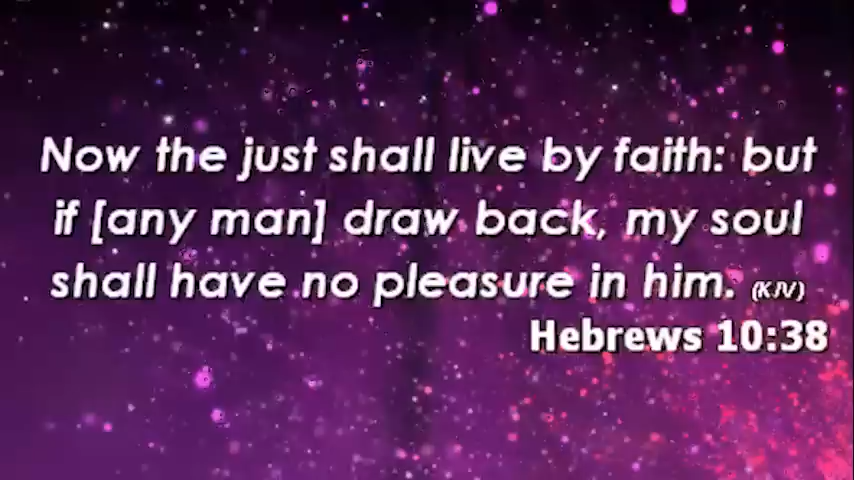 Now the just shall live by faith: but
if [any man] draw back, my soul
shall have no pleasure in him. (KJV)
Hebrews 10:38